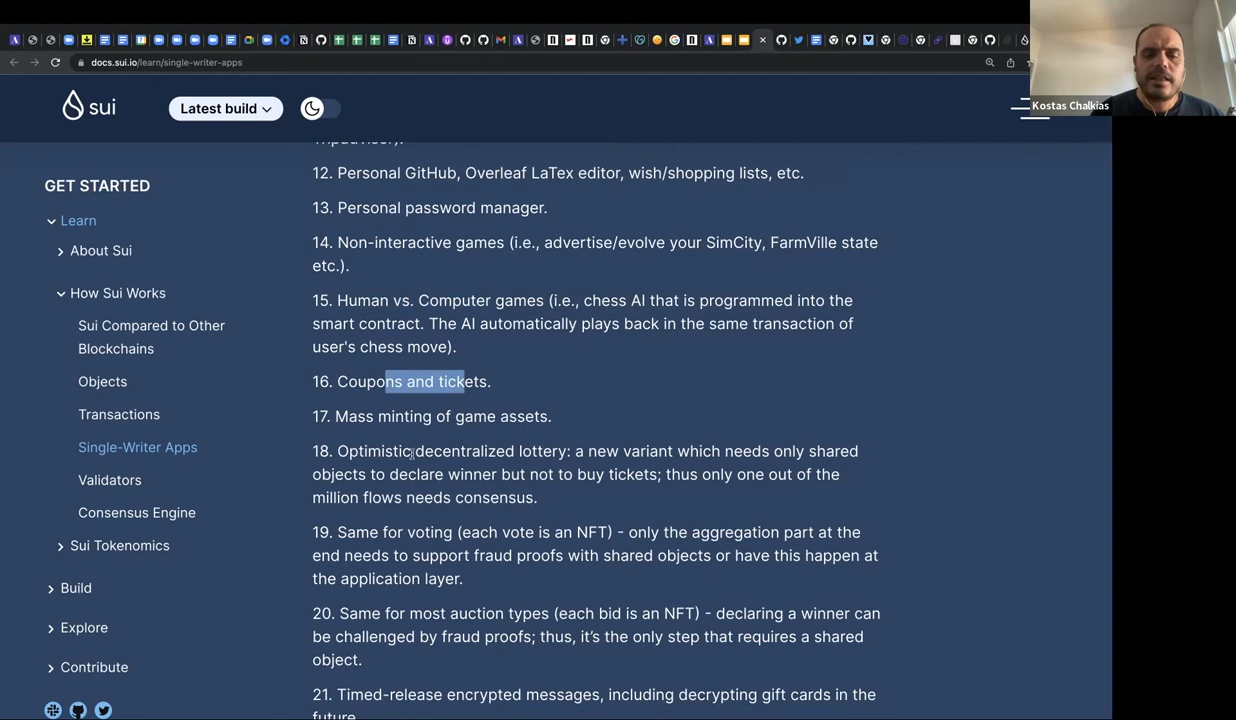 docs.sui.io/learn/single-writer-apps
Kostas Chalkias
sui
Latest build
GET STARTED
Learn
About Sui
How Sui Works
Sui Compared to Other
Blockchains
Objects
Transactions
Single-Writer Apps
Validators
Consensus Engine
Sui Tokenomics
Build
Explore
Contribute
12. Personal GitHub, Overleaf LaTex editor, wish/shopping lists, etc.
13. Personal password manager.
14. Non-interactive games (i.e., advertise/evolve your SimCity, FarmVille state
etc.).
15. Human vs. Computer games (i.e., chess AI that is programmed into the
smart contract. The AI automatically plays back in the same transaction of
user's chess move).
16. Coupons and tickets.
17. Mass minting of game assets.
18. Optimistic decentralized lottery: a new variant which needs only shared
objects to declare winner but not to buy tickets; thus only one out of the
million flows needs consensus.
19. Same for voting (each vote is an NFT) - only the aggregation part at the
end needs to support fraud proofs with shared objects or have this happen at
the application layer.
20. Same for most auction types (each bid is an NFT) - declaring a winner can
be challenged by fraud proofs; thus, it's the only step that requires a shared
object.
21. Timed-release encrypted messages, including decrypting gift cards in the
future.